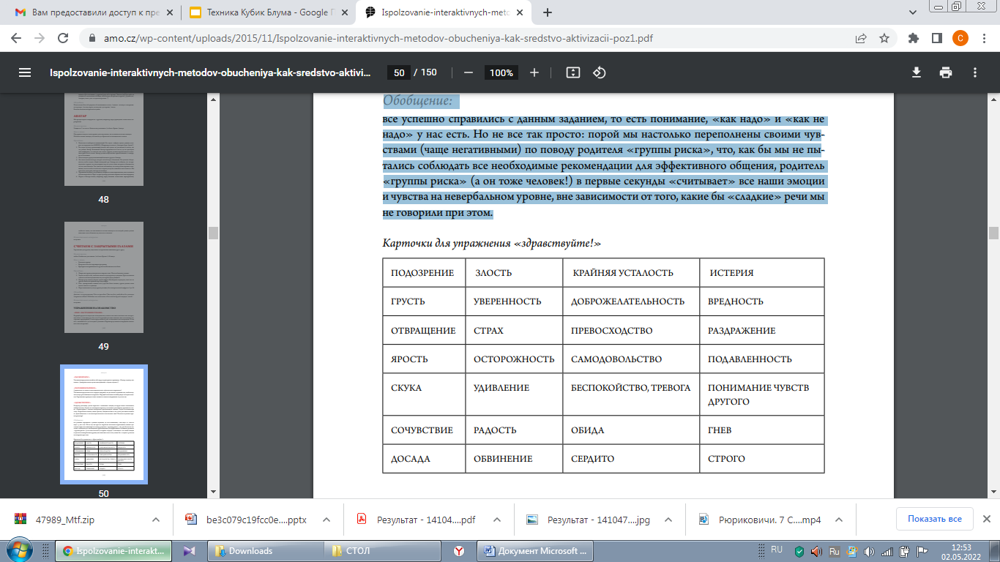 Вам предоставили доступ к пре
Техника Кубик Блума - Google П
Ispolzovanie-interaktivnych-meto
amo.cz/wp-content/uploads/2015/11/Ispolzovanie-interaktivnych-metodov-obucheniya-kak-sredstvo-aktivizacii-poz1.pdf
C
Ispolzovanie-interaktivnych-metodov-obucheniya-kak-sredstvo-aktivi...
50 / 150
100%
48
49
50
Обобщение:
все успешно справились с данным заданием, то есть понимание, «как надо» и «как не
надо» у нас есть. Но не все так просто: порой мы настолько переполнены своими чув-
ствами (чаще негативными) по поводу родителя «группы риска», что, как бы мы не пы-
тались соблюдать все необходимые рекомендации для эффективного общения, родитель
«группы риска» (а он тоже человек!) в первые секунды «считывает» все наши эмоции
и чувства на невербальном уровне, вне зависимости от того, какие бы «сладкие» речи мы
не говорили при этом.
Карточки для упражнения «здравствуйте!»
ПОДОЗРЕНИЕ ЗЛОСТЬ КРАЙНЯЯ УСТАЛОСТЬ ИСТЕРИЯ
ГРУСТЬ УВЕРЕННОСТЬ ДОБРОЖЕЛАТЕЛЬНОСТЬ ВРЕДНОСТЬ
ОТВРАЩЕНИЕ СТРАХ ПРЕВОСХОДСТВО РАЗДРАЖЕНИЕ
ЯРОСТЬ ОСТОРОЖНОСТЬ САМОДОВОЛЬСТВО ПОДАВЛЕННОСТЬ
СКУКА УДИВЛЕНИЕ БЕСПОКОЙСТВО, ТРЕВОГА ПОНИМАНИЕ ЧУВСТВ
ДРУГОГО
СОЧУВСТВИЕ РАДОСТЬ ОБИДА ГНЕВ
ДОСАДА ОБВИНЕНИЕ СЕРДИТО СТРОГО
47989_Mtf.zip
be3c079c19fcc0e....pptx
Результат - 14104....pdf
Результат - 141047....jpg
Рюриковичи. 7 С....mp4
Показать все
Ispolzovanie-interakt...
Downloads
СТОЛ
Документ Microsoft ...
RU
Ru
12:53
02.05.2022